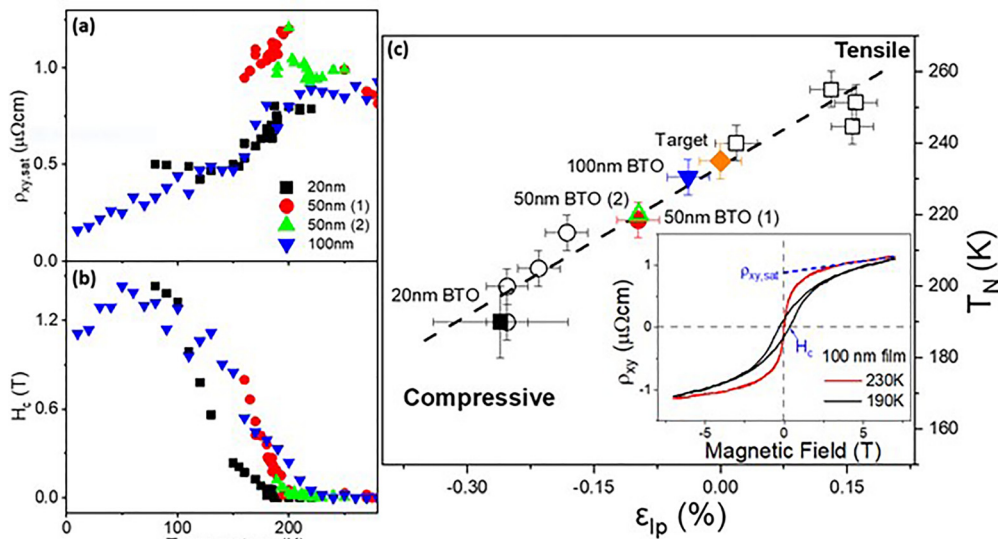 (a)
ρxy,sat (μΩcm)
1.0
0.5
0.0
20nm
50nm (1)
50nm (2)
100nm
(b)
Hc (T)
1.2
0.6
0.0
0
100
200
(c)
Tensile
Target
100nm BTO
50nm BTO (2)
50nm BTO (1)
20nm BTO
Compressive
TN (K)
260
240
220
200
180
160
-0.30
-0.15
0.00
0.15
εIp (%)
ρxy (μΩcm)
1
0
-1
ρxy,sat
Hc
100 nm film
230K
190K
-5
0
5
Magnetic Field (T)